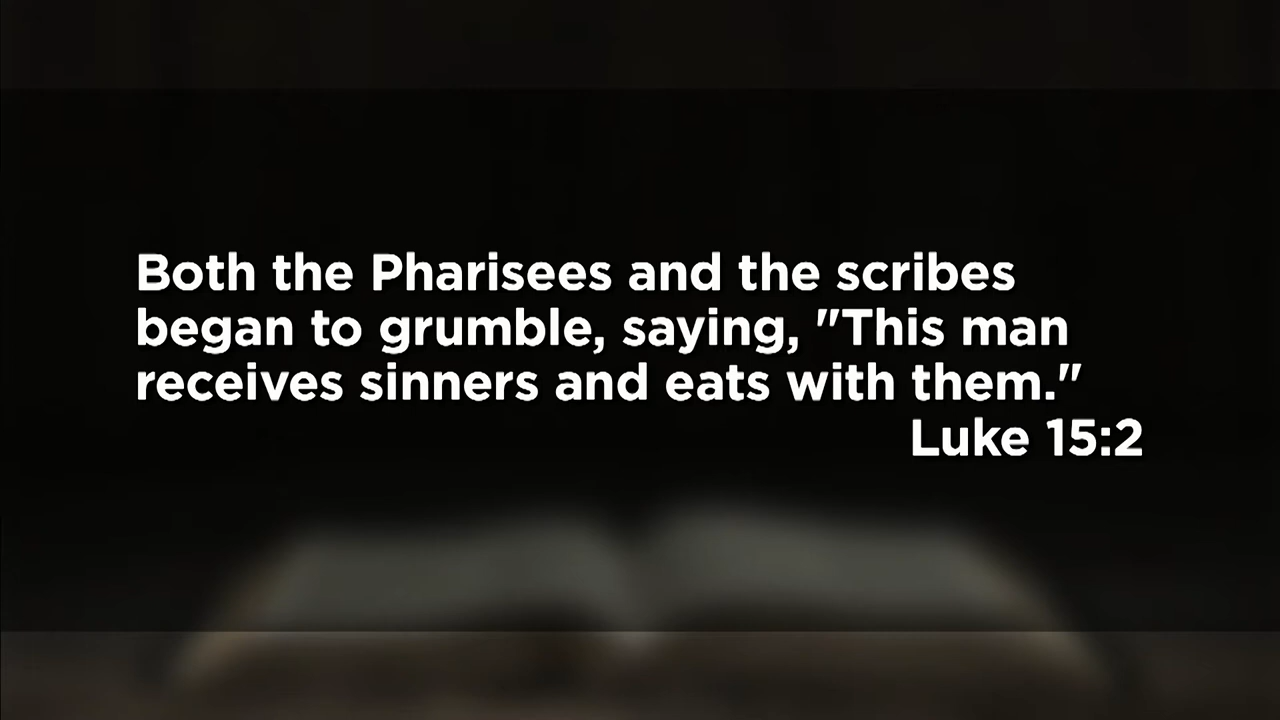 Both the Pharisees and the scribes
began to grumble, saying, "This man
receives sinners and eats with them."
Luke 15:2